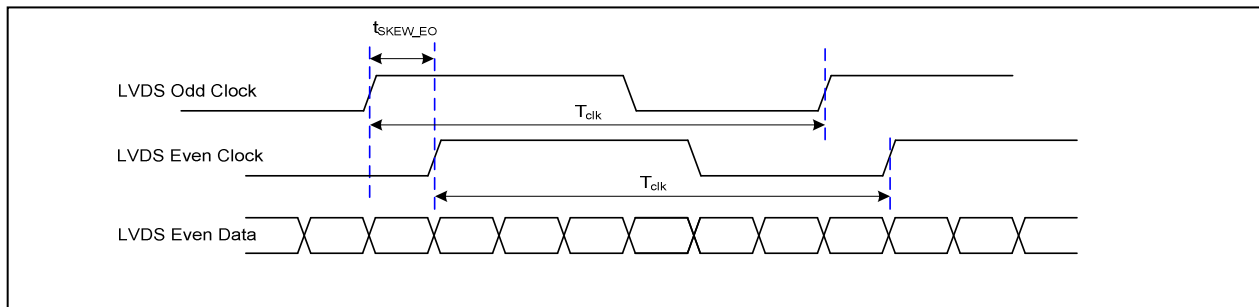 tSKEW_EO
LVDS Odd Clock
Tclk
LVDS Even Clock
Tclk
LVDS Even Data